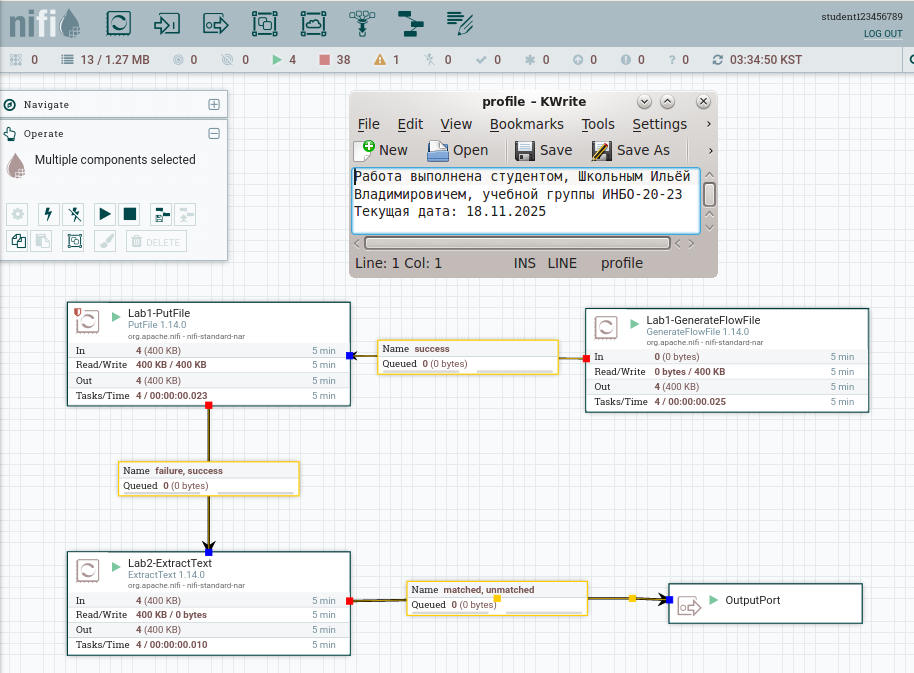 nifi
student123456789
LOG OUT
0
13 / 1.27 MB
0
0
4
38
1
0
0
0
0
0
0
03:34:50 KST
Navigate
Operate
Multiple components selected
DELETE
profile – KWrite
File Edit View Bookmarks Tools Settings
New Open Save Save As
Работа выполнена студентом, Школьным Ильёй
Владимировичем, учебной группы ИНБО-20-23
Текущая дата: 18.11.2025
Line: 1 Col: 1 INS LINE profile
Lab1-PutFile
PutFile 1.14.0
org.apache.nifi - nifi-standard-nar
In 4 (400 KB) 5 min
Read/Write 400 KB / 400 KB 5 min
Out 4 (400 KB) 5 min
Tasks/Time 4 / 00:00:00.023 5 min
Name success
Queued 0 (0 bytes)
Lab1-GenerateFlowFile
GenerateFlowFile 1.14.0
org.apache.nifi - nifi-standard-nar
In 0 (0 bytes) 5 min
Read/Write 0 bytes / 400 KB 5 min
Out 4 (400 KB) 5 min
Tasks/Time 4 / 00:00:00.025 5 min
Name failure, success
Queued 0 (0 bytes)
Lab2-ExtractText
ExtractText 1.14.0
org.apache.nifi - nifi-standard-nar
In 4 (400 KB) 5 min
Read/Write 400 KB / 0 bytes 5 min
Out 4 (400 KB) 5 min
Tasks/Time 4 / 00:00:00.010 5 min
Name matched, unmatched
Queued 0 (0 bytes)
OutputPort